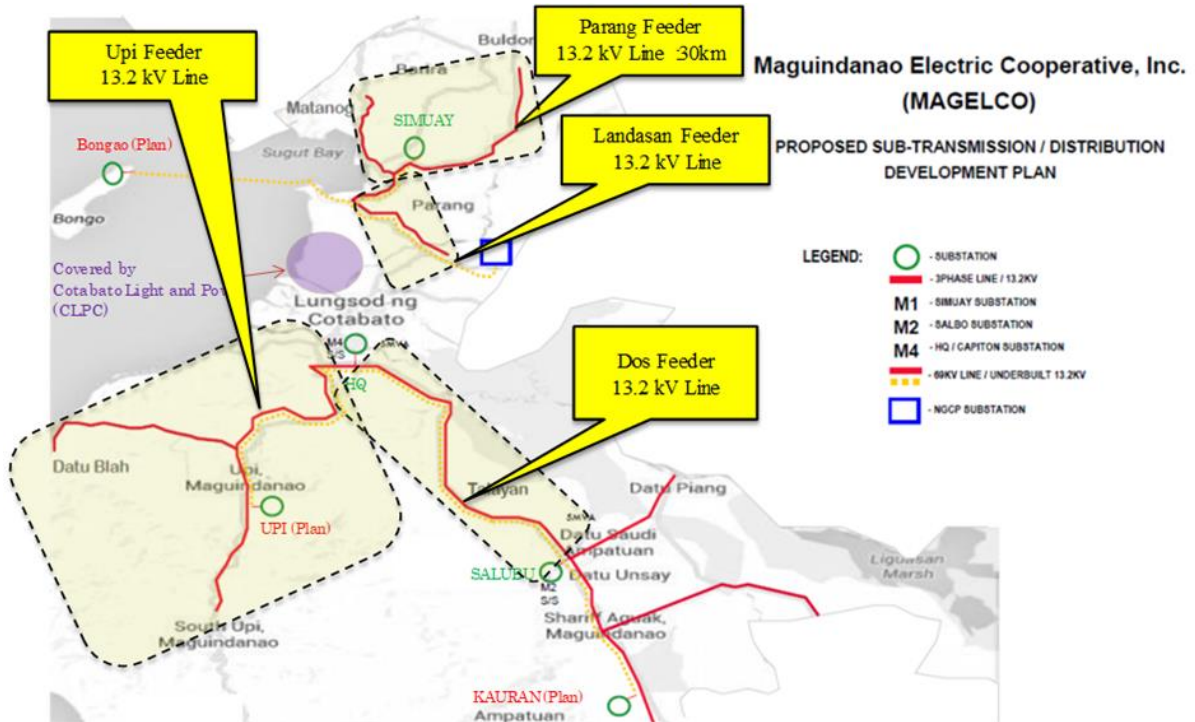 Upi Feeder
13.2 kV Line
Parang Feeder
13.2 kV Line :30km
Landasan Feeder
13.2 kV Line
Dos Feeder
13.2 kV Line
Maguindanao Electric Cooperative, Inc.
(MAGELCO)
PROPOSED SUB-TRANSMISSION / DISTRIBUTION
DEVELOPMENT PLAN
LEGEND:
- SUBSTATION
- 3PHASE LINE / 13.2KV
M1 - SIMUAY SUBSTATION
M2 - SALBO SUBSTATION
M4 - HQ / CAPITON SUBSTATION
- 69KV LINE / UNDERBUILT 13.2KV
- NGCP SUBSTATION
Buldon
Barira
Matanog
SIMUAY
Sugut Bay
Bongao (Plan)
Bongo
Parang
Covered by
Cotabato Light and Pow
(CLPC)
Lungsod ng
Cotabato
M4
S/S
5MVA
HQ
Datu Blah
Upi,
Maguindanao
UPI (Plan)
South Upi,
Maguindanao
Talayan
Datu Piang
5MVA
Datu Saudi
Ampatuan
SALUBU
Datu Unsay
M2
S/S
Liguasan
Marsh
Shariff Aguak,
Maguindanao
KAURAN (Plan)
Ampatuan